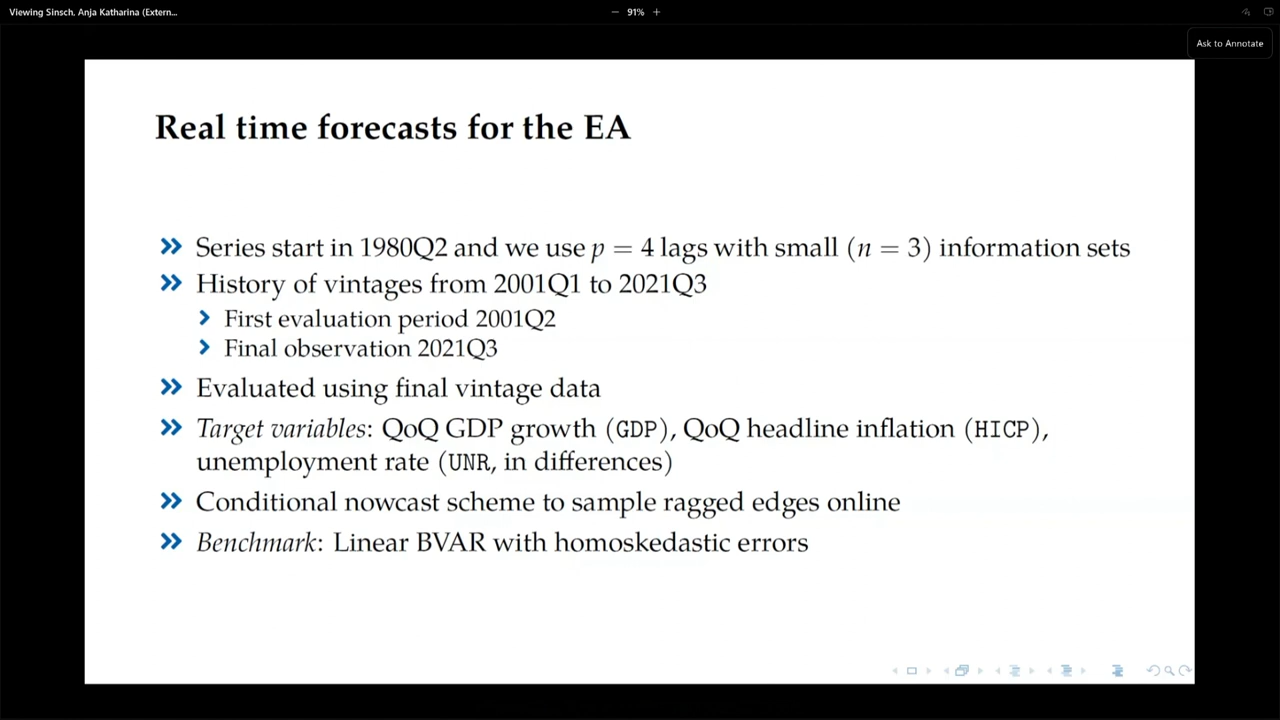 Viewing Sinsch, Anja Katharina (Extern...
− 91% +
Ask to Annotate
Real time forecasts for the EA
Series start in 1980Q2 and we use p = 4 lags with small (n = 3) information sets
History of vintages from 2001Q1 to 2021Q3
First evaluation period 2001Q2
Final observation 2021Q3
Evaluated using final vintage data
Target variables: QoQ GDP growth (GDP), QoQ headline inflation (HICP),
unemployment rate (UNR, in differences)
Conditional nowcast scheme to sample ragged edges online
Benchmark: Linear BVAR with homoskedastic errors